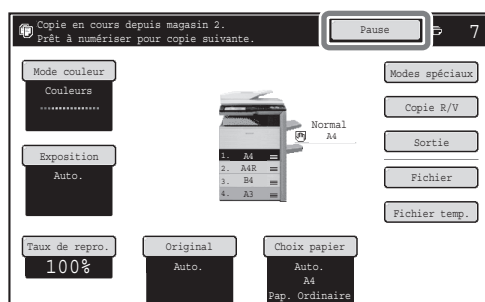 Copie en cours depuis magasin 2.
Prêt à numériser pour copie suivante.
Pause
7
Mode couleur
Couleurs
Exposition
Auto.
Taux de repro.
100%
Original
Auto.
Choix papier
Auto.
A4
Pap. Ordinaire
Normal
A4
1. A4
2. A4R
3. B4
4. A3
Modes spéciaux
Copie R/V
Sortie
Fichier
Fichier temp.